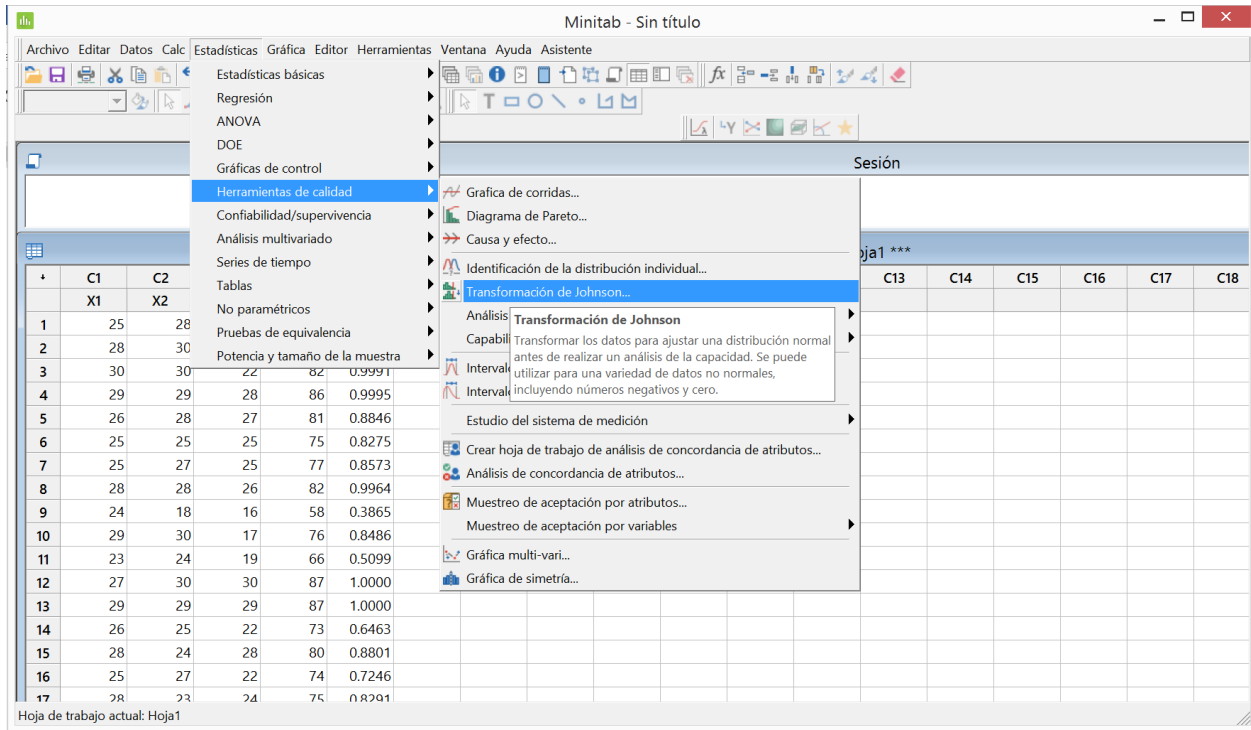 Minitab - Sin título
Archivo Editar Datos Calc Estadísticas Gráfica Editor Herramientas Ventana Ayuda Asistente
Estadísticas básicas
Regresión
ANOVA
DOE
Gráficas de control
Herramientas de calidad
Confiabilidad/supervivencia
Análisis multivariado
Series de tiempo
Tablas
No paramétricos
Pruebas de equivalencia
Potencia y tamaño de la muestra
Sesión
Grafica de corridas...
Diagrama de Pareto...
Causa y efecto...
Identificación de la distribución individual...
Transformación de Johnson...
Análisis
Transformación de Johnson
Transformar los datos para ajustar una distribución normal
antes de realizar un análisis de la capacidad. Se puede
utilizar para una variedad de datos no normales,
incluyendo números negativos y cero.
Estudio del sistema de medición
Crear hoja de trabajo de análisis de concordancia de atributos...
Análisis de concordancia de atributos...
Muestreo de aceptación por atributos...
Muestreo de aceptación por variables
Gráfica multi-vari...
Gráfica de simetría...
oja1 ***
C1 C2 C13 C14 C15 C16 C17 C18
X1 X2
1 25 28
2 28 30
3 30 30 22 82 0.9991
4 29 29 28 86 0.9995
5 26 28 27 81 0.8846
6 25 25 25 75 0.8275
7 25 27 25 77 0.8573
8 28 28 26 82 0.9964
9 24 18 16 58 0.3865
10 29 30 17 76 0.8486
11 23 24 19 66 0.5099
12 27 30 30 87 1.0000
13 29 29 29 87 1.0000
14 26 25 22 73 0.6463
15 28 24 28 80 0.8801
16 25 27 22 74 0.7246
17 28 23 24 75 0.8291
Hoja de trabajo actual: Hoja1